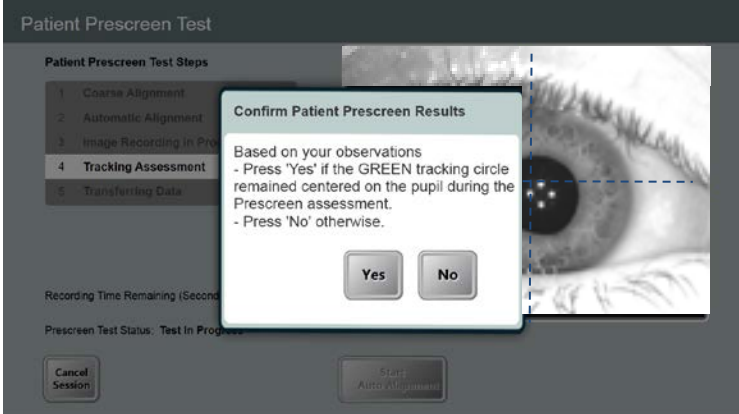 Patient Prescreen Test
Patient Prescreen Test Steps
1 Coarse Alignment
2 Automatic Alignment
3 Image Recording in Pro
4 Tracking Assessment
5 Transferring Data
Confirm Patient Prescreen Results
Based on your observations
- Press 'Yes' if the GREEN tracking circle
remained centered on the pupil during the
Prescreen assessment.
- Press 'No' otherwise.
Yes
No
Recording Time Remaining (Second
Prescreen Test Status: Test In Progress
Cancel
Session
Start
Auto Alignment